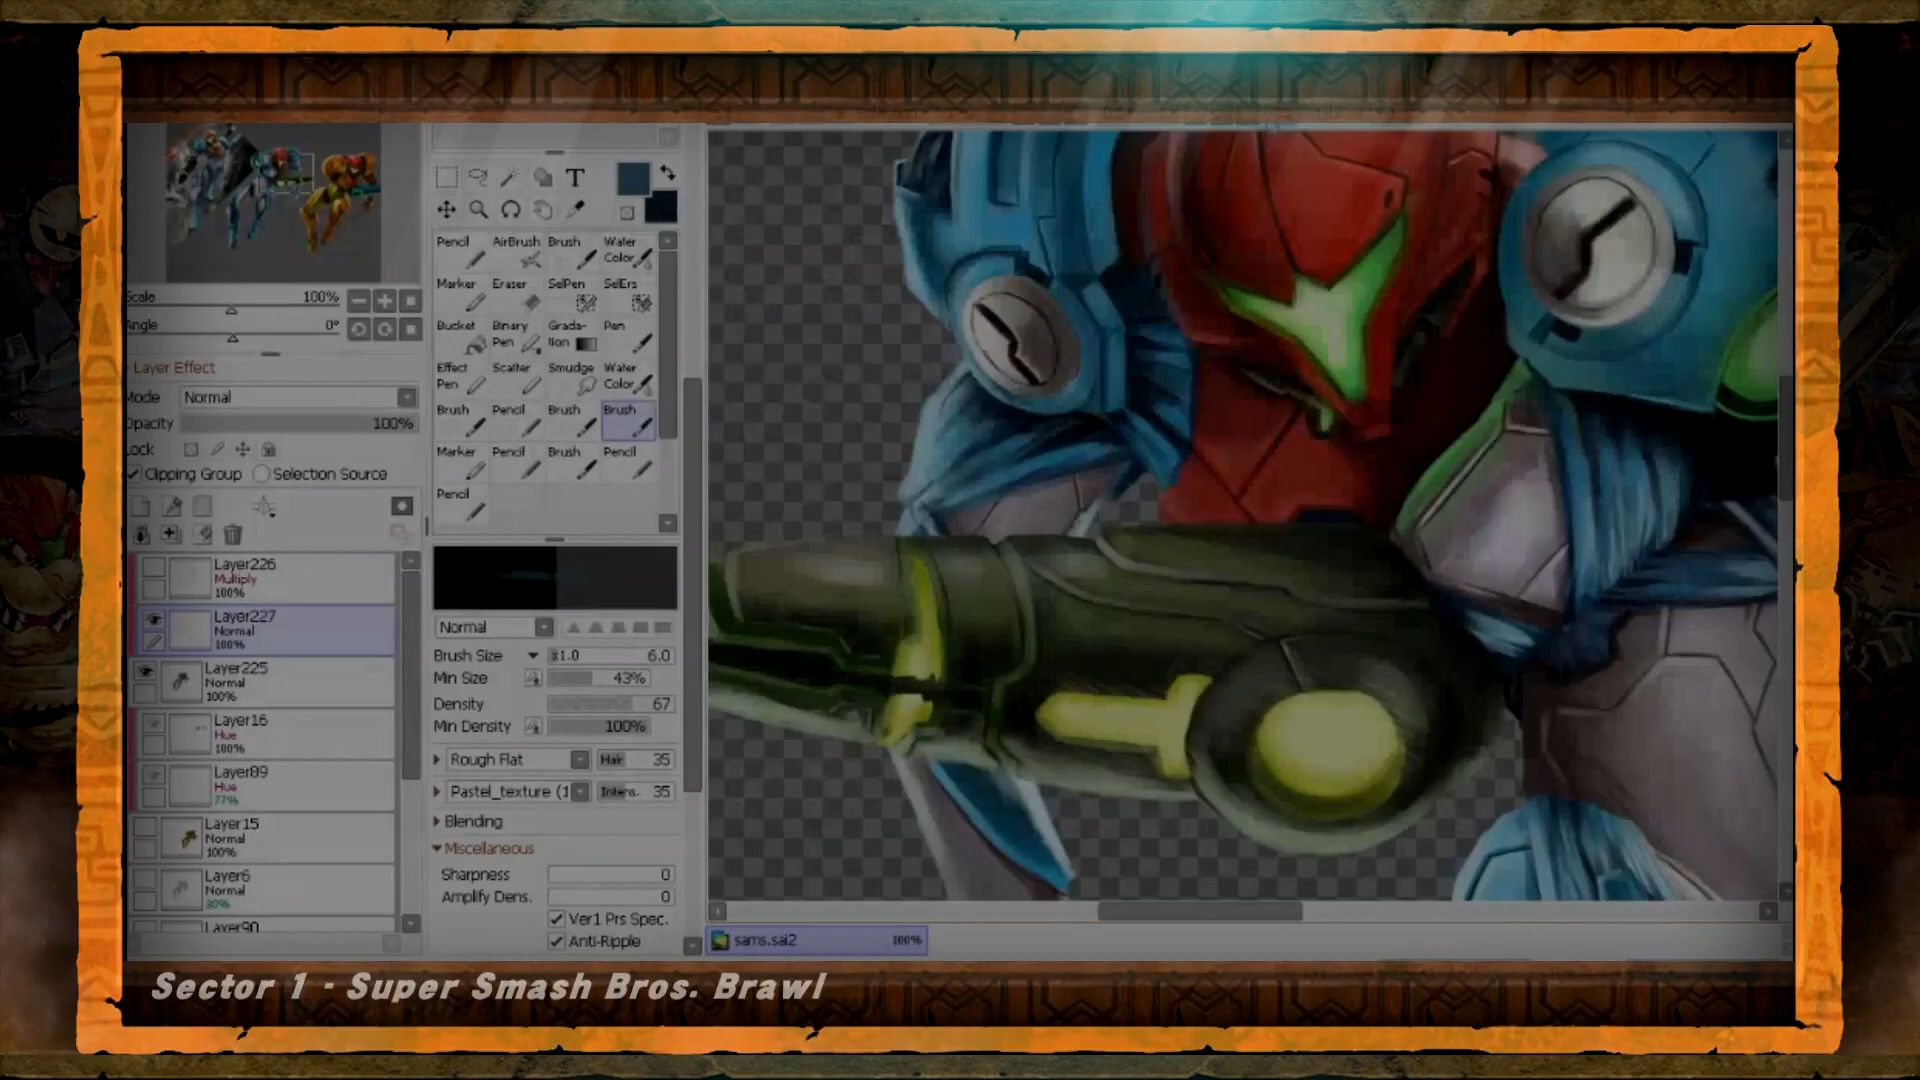 Scale 100%
Angle 0°
Layer Effect
Mode Normal
Opacity 100%
Lock
Clipping Group Selection Source
Layer226
Multiply
100%
Layer227
Normal
100%
Layer225
Normal
100%
Layer16
Hue
100%
Layer89
Hue
77%
Layer15
Normal
100%
Layer6
Normal
30%
Layer90
T
Pencil AirBrush Brush Water Color
Marker Eraser SelPen SelErs
Bucket Binary Pen Grada- tion Pen
Effect Pen Scatter Smudge Water Color
Brush Pencil Brush Brush
Marker Pencil Brush Pencil
Pencil
Normal
Brush Size x1.0 6.0
Min Size 43%
Density 67
Min Density 100%
Rough Flat Hair 35
Pastel_texture (1 Intens. 35
Blending
Miscellaneous
Sharpness 0
Amplify Dens. 0
Ver1 Prs Spec.
Anti-Ripple
sams.sai2 100%
Sector 1 - Super Smash Bros. Brawl